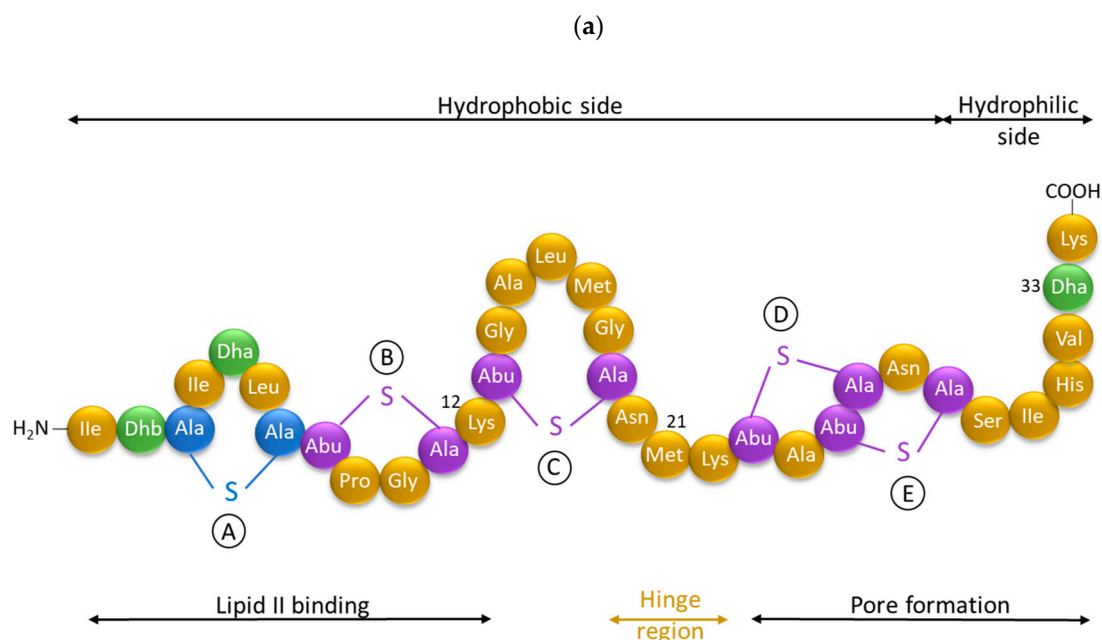 (a)
Hydrophobic side
Hydrophilic
side
COOH
Lys
33 Dha
Val
His
Ile
Ser
H₂N
Ile
Dhb
Ala
Ile
Dha
Leu
Ala
S
A
Abu
Pro
Gly
Ala
S
B
12
Lys
Abu
Gly
Ala
Leu
Met
Gly
Ala
S
C
Asn
21
Met
Lys
Abu
Ala
Abu
Ala
Asn
Ala
S
D
S
E
Lipid II binding
Hinge
region
Pore formation